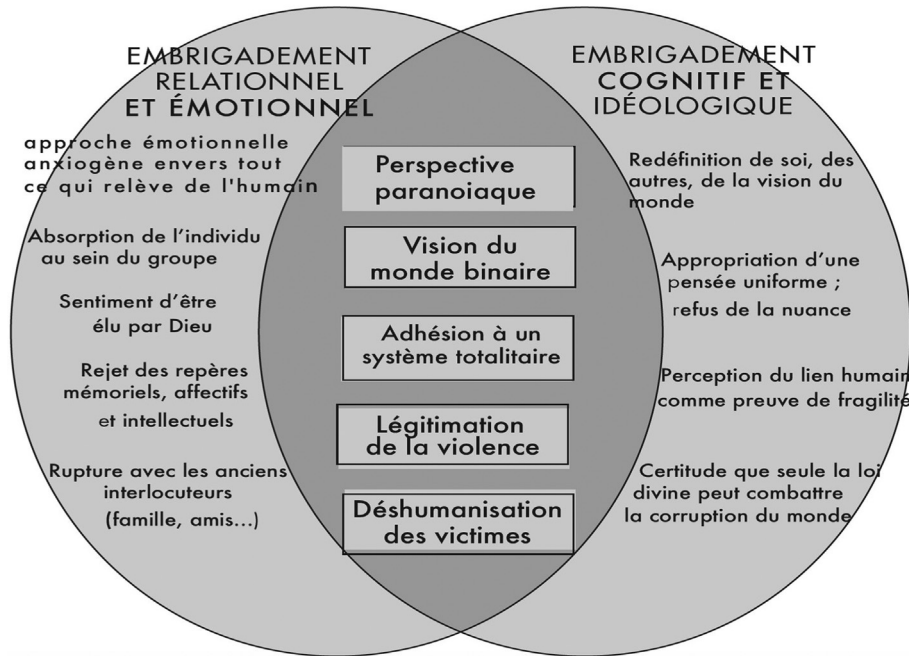 EMBRIGADEMENT
RELATIONNEL
ET ÉMOTIONNEL
approche émotionnelle
anxiogène envers tout
ce qui relève de l'humain
Absorption de l'individu
au sein du groupe
Sentiment d'être
élu par Dieu
Rejet des repères
mémoriels, affectifs
et intellectuels
Rupture avec les anciens
interlocuteurs
(famille, amis...)
Perspective
paranoiaque
Vision du
monde binaire
Adhésion à un
système totalitaire
Légitimation
de la violence
Déshumanisation
des victimes
EMBRIGADEMENT
COGNITIF ET
IDÉOLOGIQUE
Redéfinition de soi, des
autres, de la vision du
monde
Appropriation d'une
pensée uniforme ;
refus de la nuance
Perception du lien humain
comme preuve de fragilité
Certitude que seule la loi
divine peut combattre
la corruption du monde